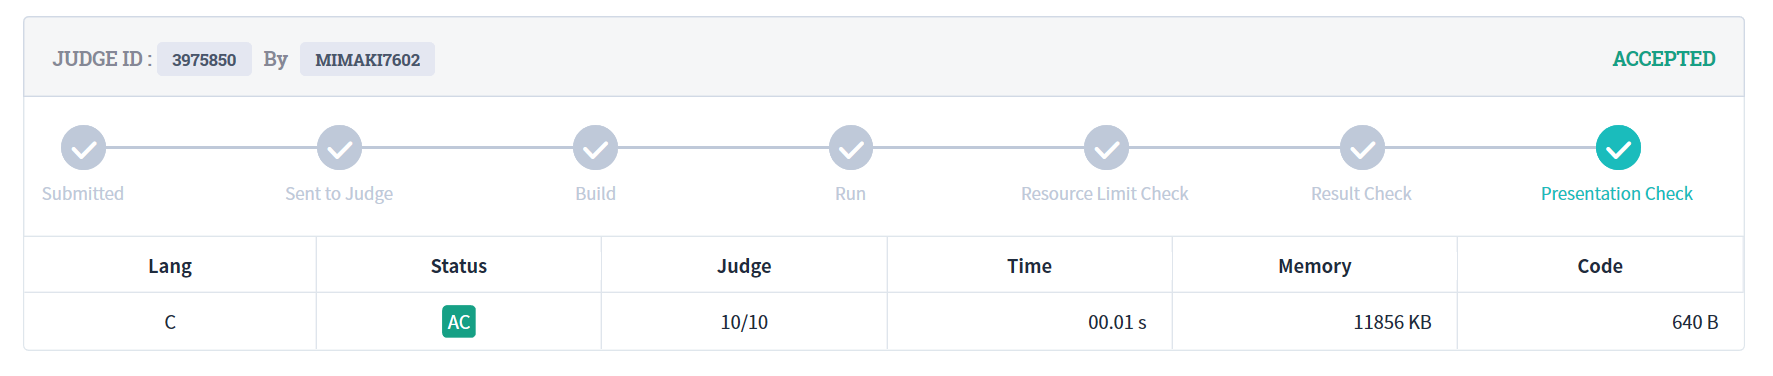 JUDGE ID : 3975850 By MIMAKI7602 ACCEPTED
Submitted Sent to Judge Build Run Resource Limit Check Result Check Presentation Check
Lang Status Judge Time Memory Code
C AC 10/10 00.01 s 11856 KB 640 B